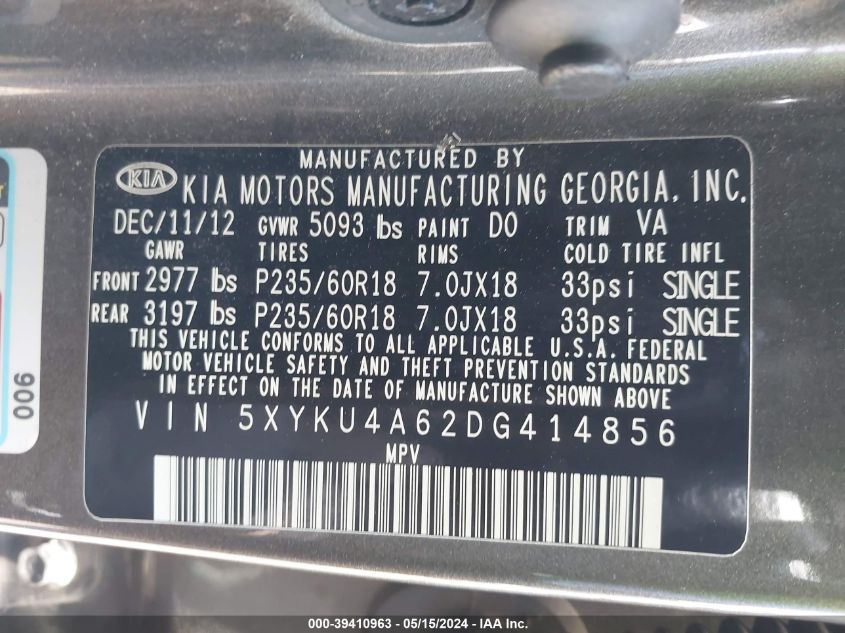 MANUFACTURED BY
KIA KIA MOTORS MANUFACTURING GEORGIA, INC.
DEC/11/12 GVWR 5093 lbs PAINT DO TRIM VA
GAWR TIRES RIMS COLD TIRE INFL
FRONT 2977 lbs P235/60R18 7.0JX18 33psi SINGLE
REAR 3197 lbs P235/60R18 7.0JX18 33psi SINGLE
THIS VEHICLE CONFORMS TO ALL APPLICABLE U.S.A. FEDERAL
MOTOR VEHICLE SAFETY AND THEFT PREVENTION STANDARDS
IN EFFECT ON THE DATE OF MANUFACTURE SHOWN ABOVE
VIN 5XYKU4A62DG414856
MPV
006
000-39410963 - 05/15/2024 - IAA Inc.